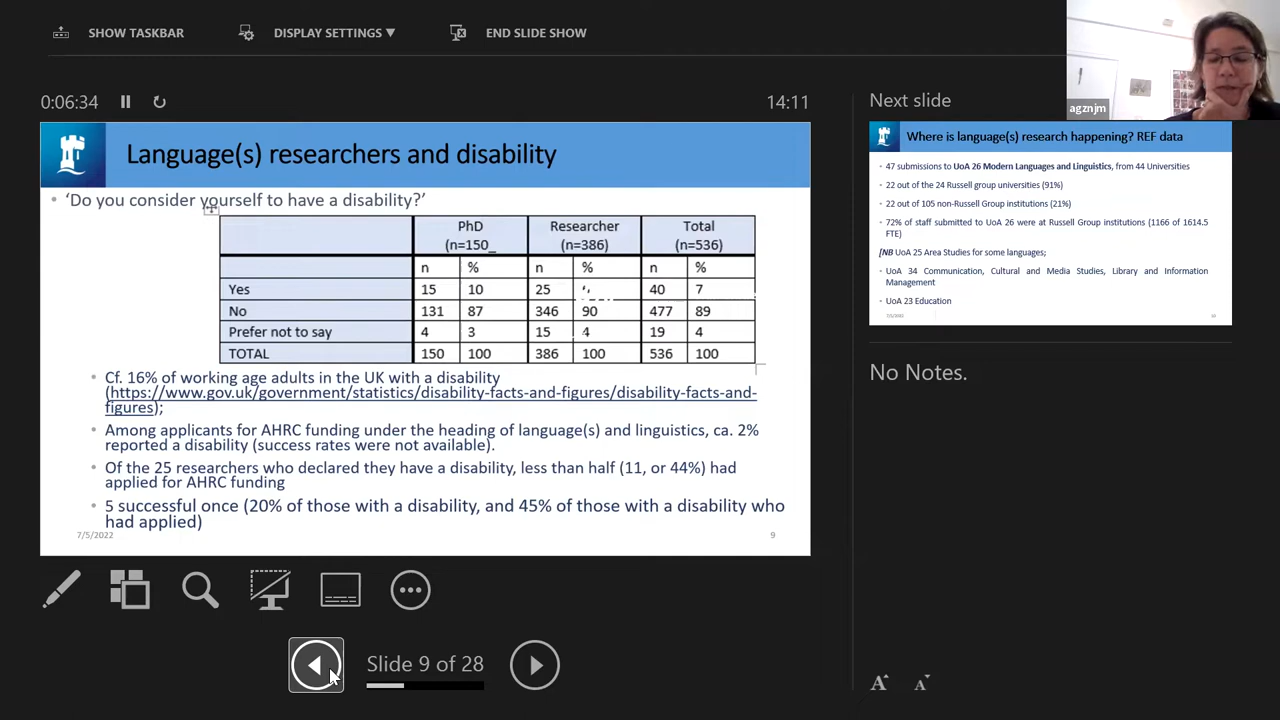 SHOW TASKBAR DISPLAY SETTINGS ▼ END SLIDE SHOW
agznjm
0:06:34 14:11
Next slide
Language(s) researchers and disability
• 'Do you consider yourself to have a disability?'
PhD Researcher Total
(n=150_ (n=386) (n=536)
n % n % n %
Yes 15 10 25 40 7
No 131 87 346 90 477 89
Prefer not to say 4 3 15 4 19 4
TOTAL 150 100 386 100 536 100
• Cf. 16% of working age adults in the UK with a disability
(https://www.gov.uk/government/statistics/disability-facts-and-figures/disability-facts-and-
figures);
• Among applicants for AHRC funding under the heading of language(s) and linguistics, ca. 2%
reported a disability (success rates were not available).
• Of the 25 researchers who declared they have a disability, less than half (11, or 44%) had
applied for AHRC funding
• 5 successful once (20% of those with a disability, and 45% of those with a disability who
had applied)
7/5/2022 9
Where is language(s) research happening? REF data
• 47 submissions to UoA 26 Modern Languages and Linguistics, from 44 Universities
• 22 out of the 24 Russell group universities (91%)
• 22 out of 105 non-Russell Group institutions (21%)
• 72% of staff submitted to UoA 26 were at Russell Group institutions (1166 of 1614.5
FTE)
[NB UoA 25 Area Studies for some languages;
• UoA 34 Communication, Cultural and Media Studies, Library and Information
Management
• UoA 23 Education
7/5/2022
No Notes.
Slide 9 of 28
A A